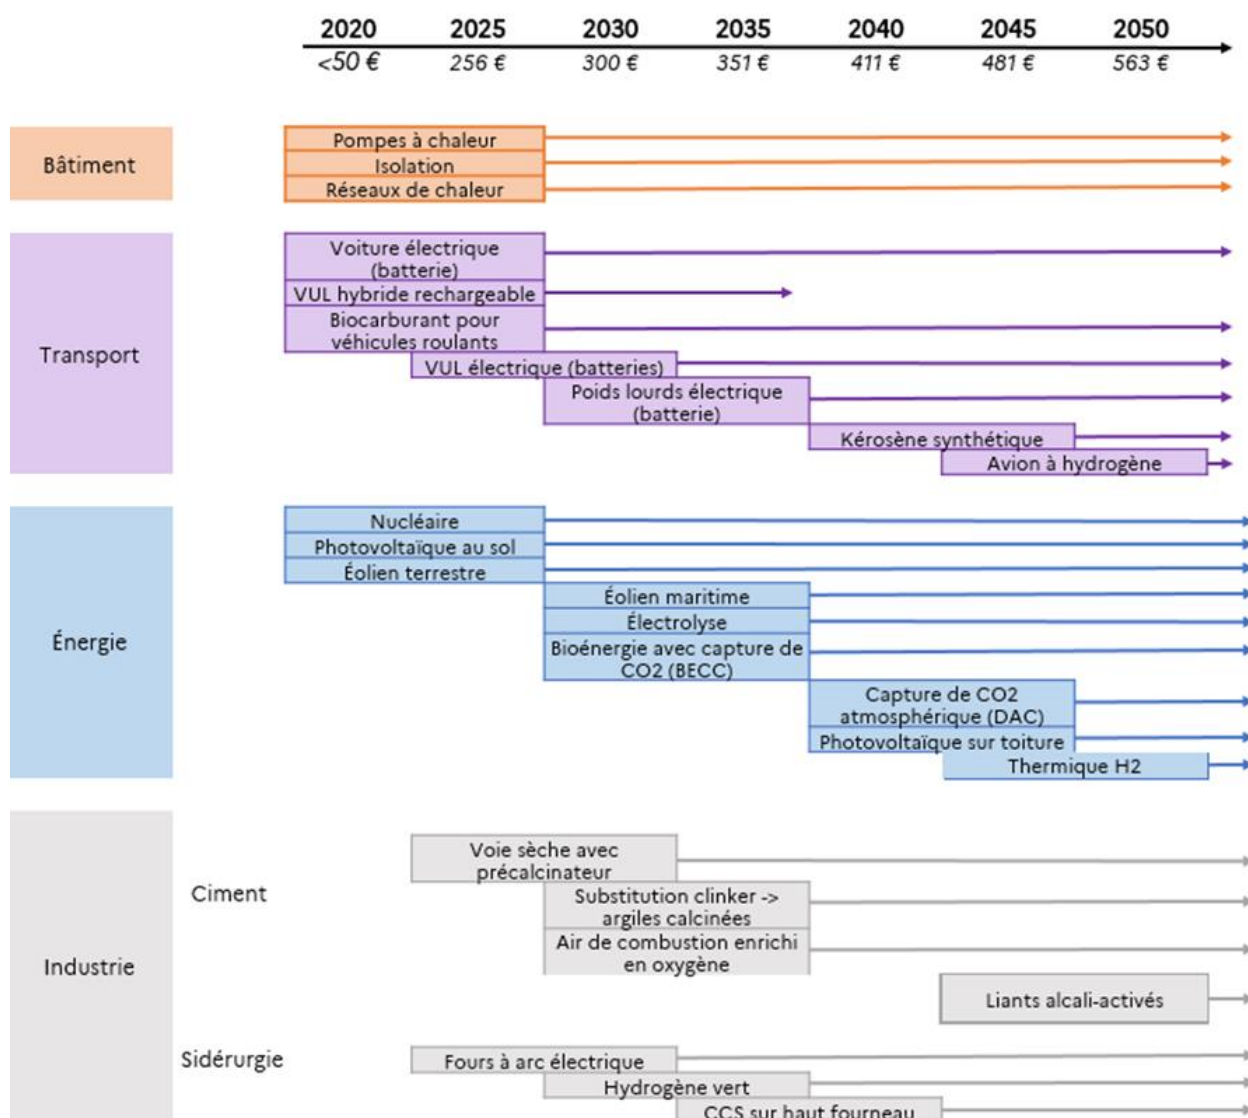 2020 2025 2030 2035 2040 2045 2050
<50 € 256 € 300 € 351 € 411 € 481 € 563 €
Bâtiment
Pompes à chaleur
Isolation
Réseaux de chaleur
Transport
Voiture électrique
(batterie)
VUL hybride rechargeable
Biocarburant pour
véhicules roulants
VUL électrique (batteries)
Poids lourds électrique
(batterie)
Kérosène synthétique
Avion à hydrogène
Énergie
Nucléaire
Photovoltaïque au sol
Éolien terrestre
Éolien maritime
Électrolyse
Bioénergie avec capture de
CO2 (BECC)
Capture de CO2
atmosphérique (DAC)
Photovoltaïque sur toiture
Thermique H2
Industrie
Ciment
Voie sèche avec
précalcinateur
Substitution clinker ->
argiles calcinées
Air de combustion enrichi
en oxygène
Liants alcali-activés
Sidérurgie
Fours à arc électrique
Hydrogène vert
CCS sur haut fourneau